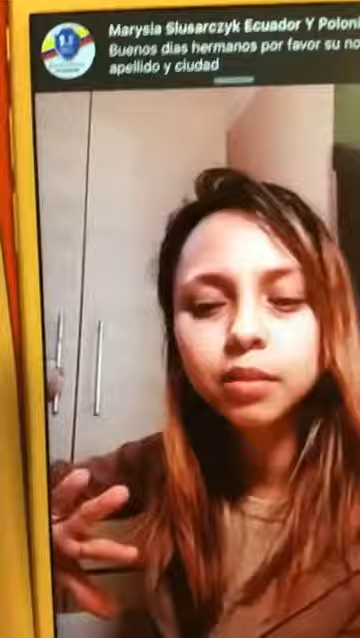 Marysia Slusarczyk Ecuador Y Poloni
Buenos dias hermanos por favor su no
apellido y ciudad